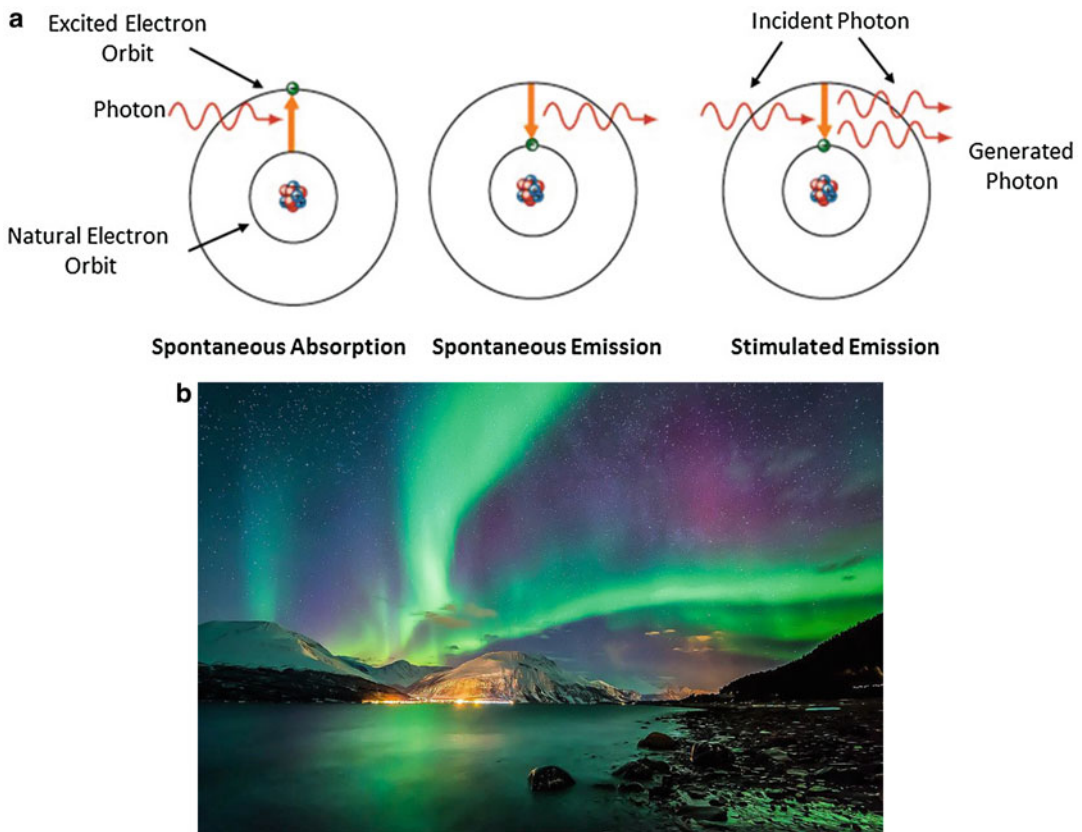 a
Excited Electron
Orbit
Photon
Natural Electron
Orbit
Incident Photon
Generated
Photon
Spontaneous Absorption
Spontaneous Emission
Stimulated Emission
b